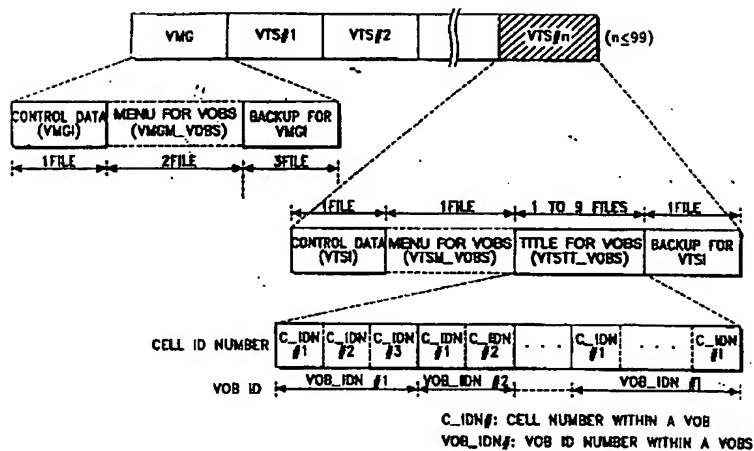 VMG VTS#1 VTS#2 VTS#n (n≤99)
CONTROL DATA (VMGI) MENU FOR VOBS (VMGM_VOBS) BACKUP FOR VMGI
1FILE 2FILE 3FILE
1FILE 1FILE 1 TO 9 FILES 1FILE
CONTROL DATA (VTSI) MENU FOR VOBS (VTSM_VOBS) TITLE FOR VOBS (VTSTT_VOBS) BACKUP FOR VTSI
CELL ID NUMBER C_IDN #1 C_IDN #2 C_IDN #3 C_IDN #1 C_IDN #2 . . . C_IDN #1 . . . C_IDN #1
VOB ID VOB_IDN #1 VOB_IDN #2 VOB_IDN #1
C_IDN#: CELL NUMBER WITHIN A VOB
VOB_IDN#: VOB ID NUMBER WITHIN A VOBS